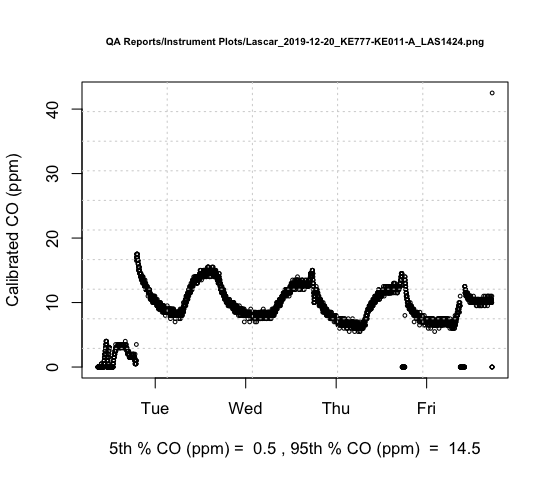 QA Reports/Instrument Plots/Lascar_2019-12-20_KE777-KE011-A_LAS1424.png
Calibrated CO (ppm)
40
30
20
10
0
Tue Wed Thu Fri
5th % CO (ppm) = 0.5 , 95th % CO (ppm) = 14.5